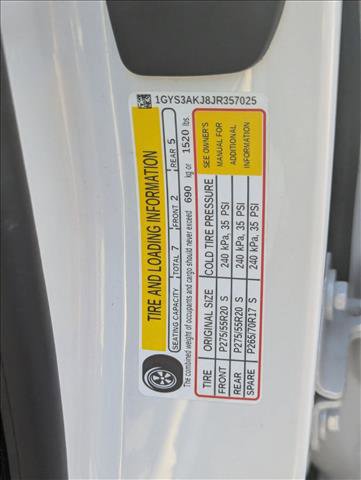 1GYS3AKJ8JR357025
TIRE AND LOADING INFORMATION
SEATING CAPACITY TOTAL 7 FRONT 2 REAR 5
The combined weight of occupants and cargo should never exceed 690 kg or 1520 lbs.
TIRE ORIGINAL SIZE COLD TIRE PRESSURE
FRONT P275/55R20 S 240 kPa, 35 PSI
REAR P275/55R20 S 240 kPa, 35 PSI
SPARE P265/70R17 S 240 kPa, 35 PSI
SEE OWNER'S
MANUAL FOR
ADDITIONAL
INFORMATION